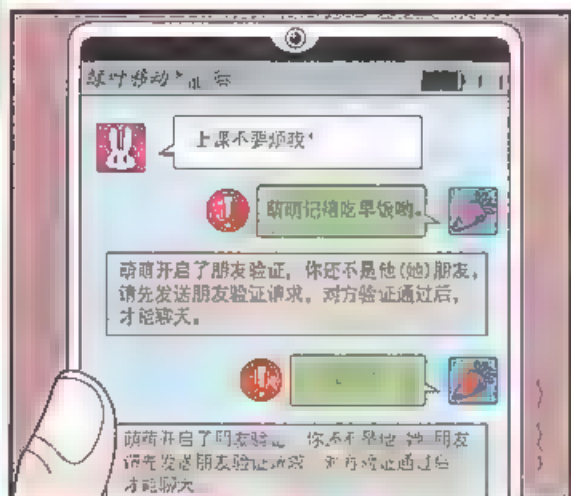 绿叶移动
上课不要烦我
萌萌记得吃早饭哟。
萌萌开启了朋友验证，你还不是他(她)朋友，
请先发送朋友验证请求，对方验证通过后，
才能聊天。
萌萌开启了朋友验证 你还不是他 她 朋友
请先发送朋友验证请求 对方验证通过后
才能聊天